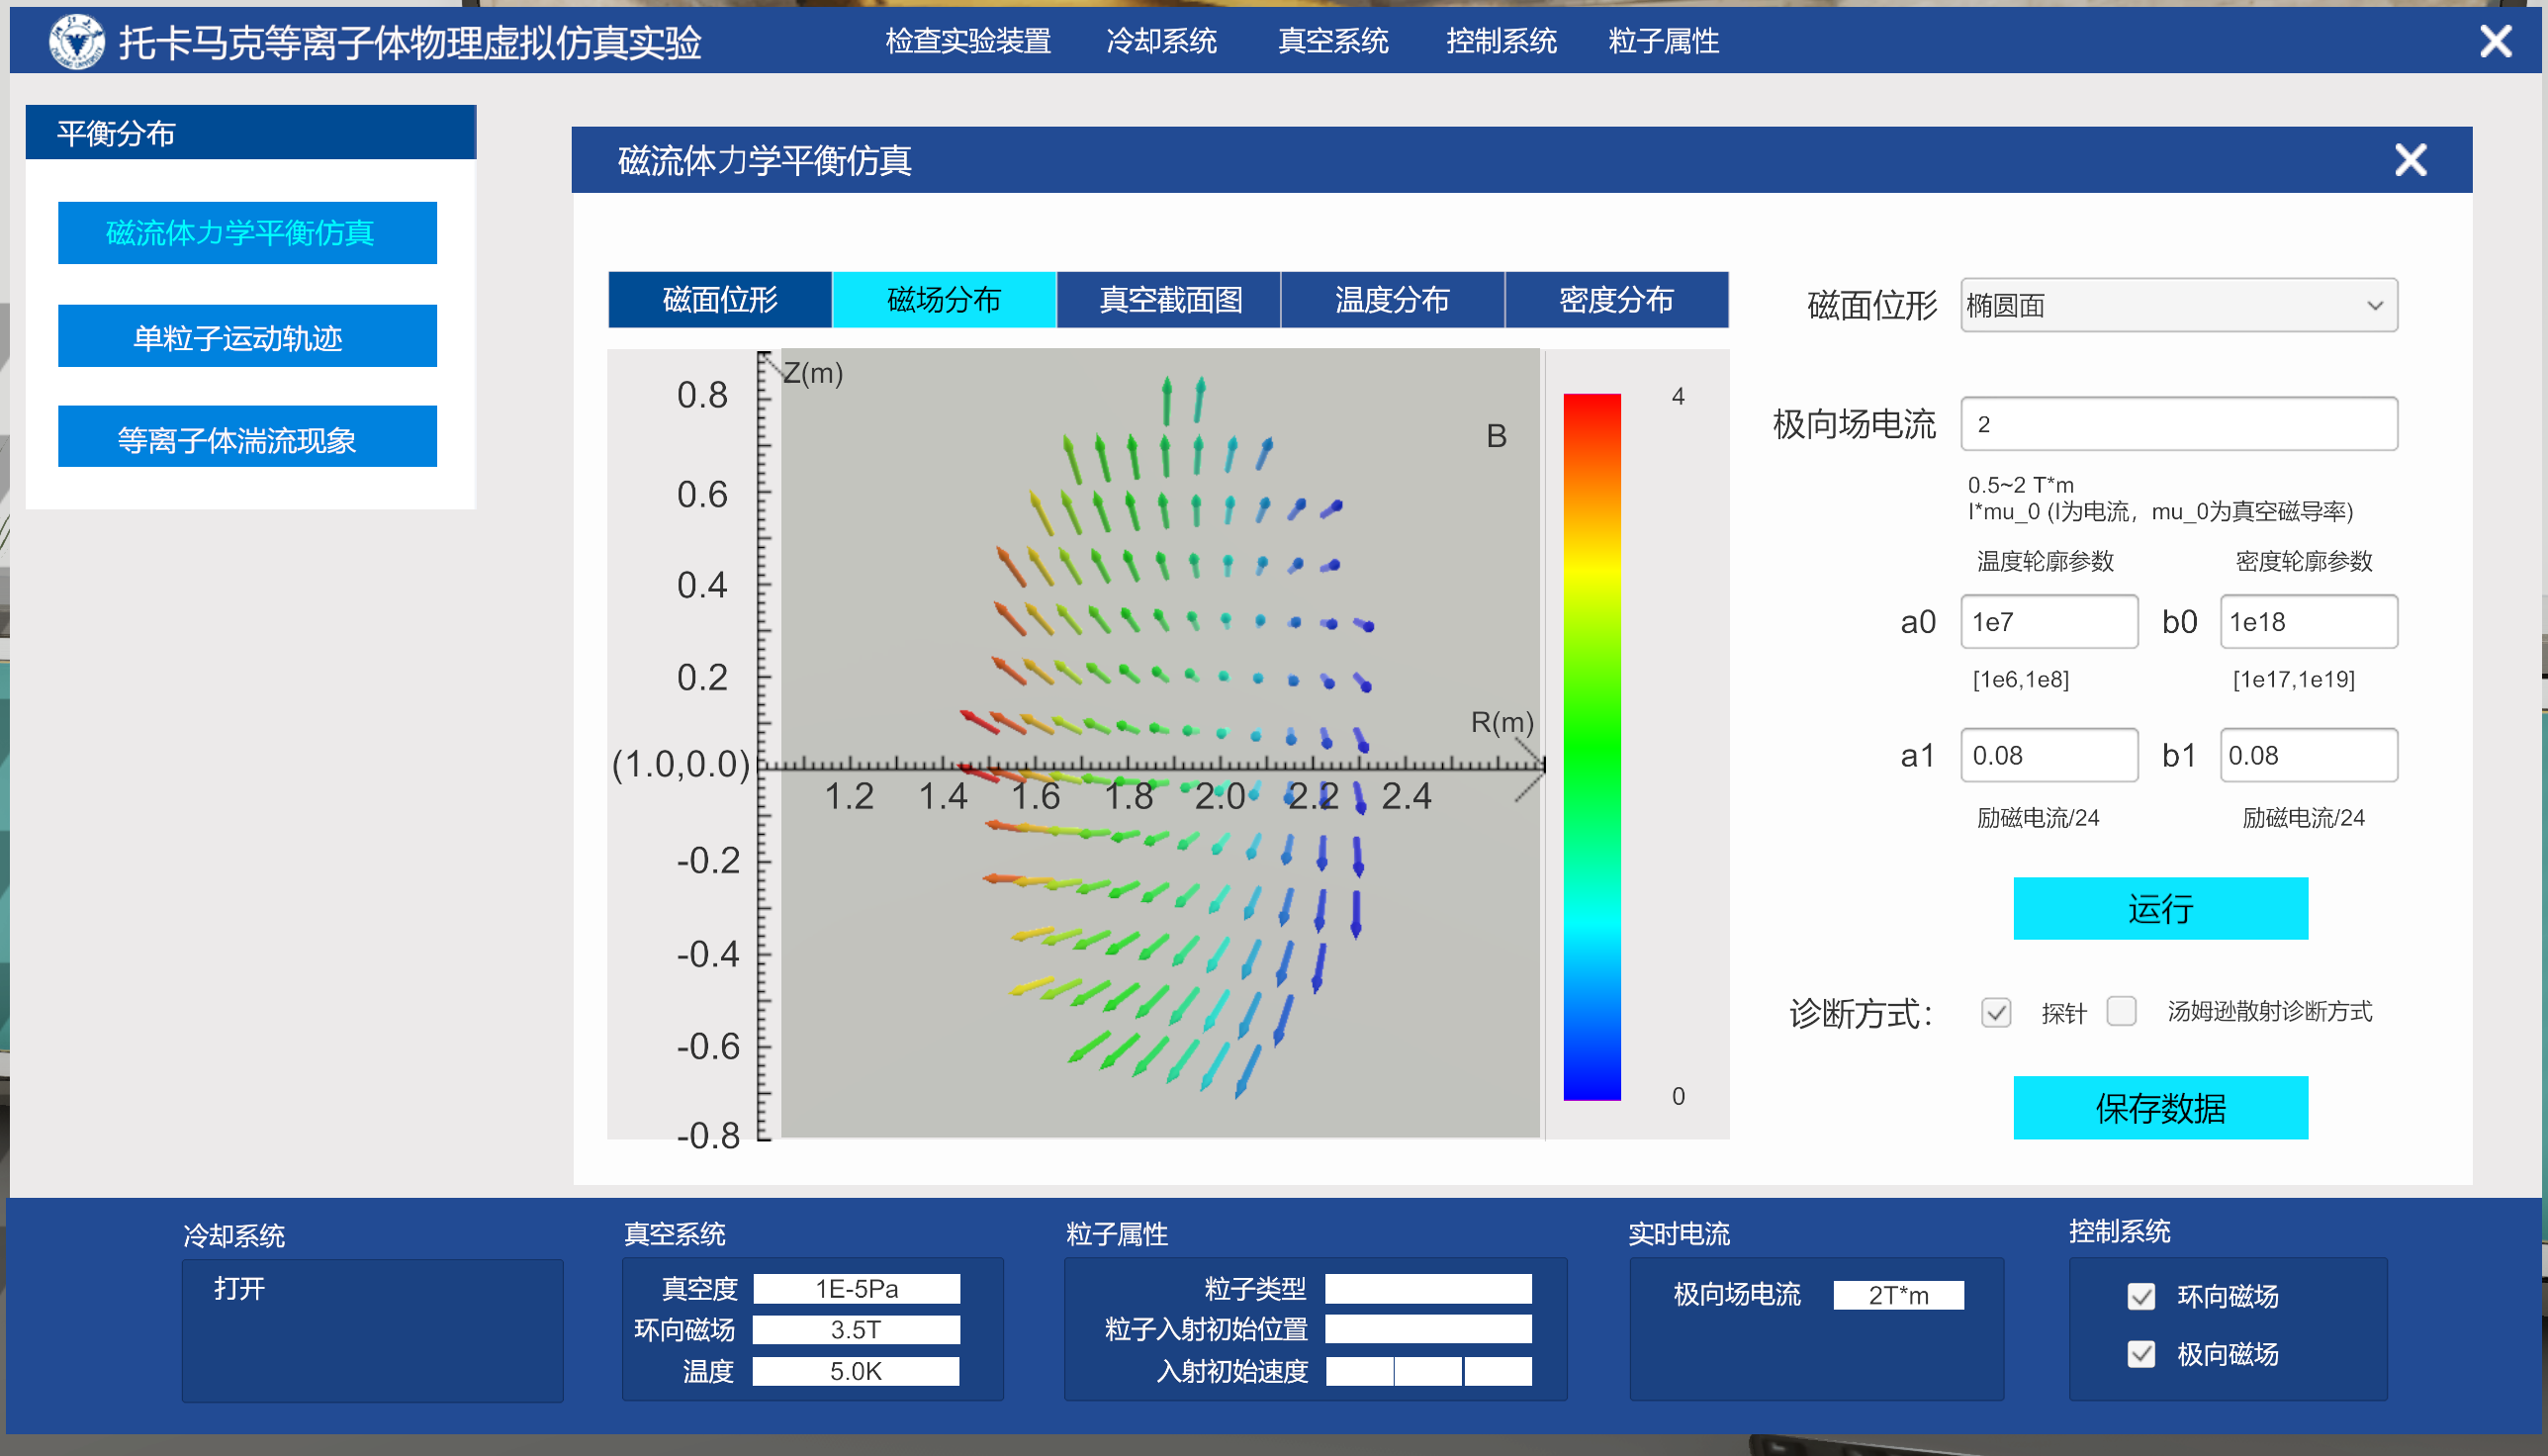 托卡马克等离子体物理虚拟仿真实验
检查实验装置 冷却系统 真空系统 控制系统 粒子属性
平衡分布
磁流体力学平衡仿真
单粒子运动轨迹
等离子体湍流现象
磁流体力学平衡仿真
磁面位形 磁场分布 真空截面图 温度分布 密度分布
Z(m)
B
R(m)
0.8
0.6
0.4
0.2
(1.0,0.0)
-0.2
-0.4
-0.6
-0.8
1.2 1.4 1.6 1.8 2.0 2.2 2.4
4
0
磁面位形 椭圆面
极向场电流 2
0.5~2 T*m
I*mu_0 (I为电流，mu_0为真空磁导率)
温度轮廓参数 密度轮廓参数
a0 1e7 b0 1e18
[1e6,1e8] [1e17,1e19]
a1 0.08 b1 0.08
励磁电流/24 励磁电流/24
运行
诊断方式： 探针 汤姆逊散射诊断方式
保存数据
冷却系统
打开
真空系统
真空度 1E-5Pa
环向磁场 3.5T
温度 5.0K
粒子属性
粒子类型
粒子入射初始位置
入射初始速度
实时电流
极向场电流 2T*m
控制系统
环向磁场
极向磁场